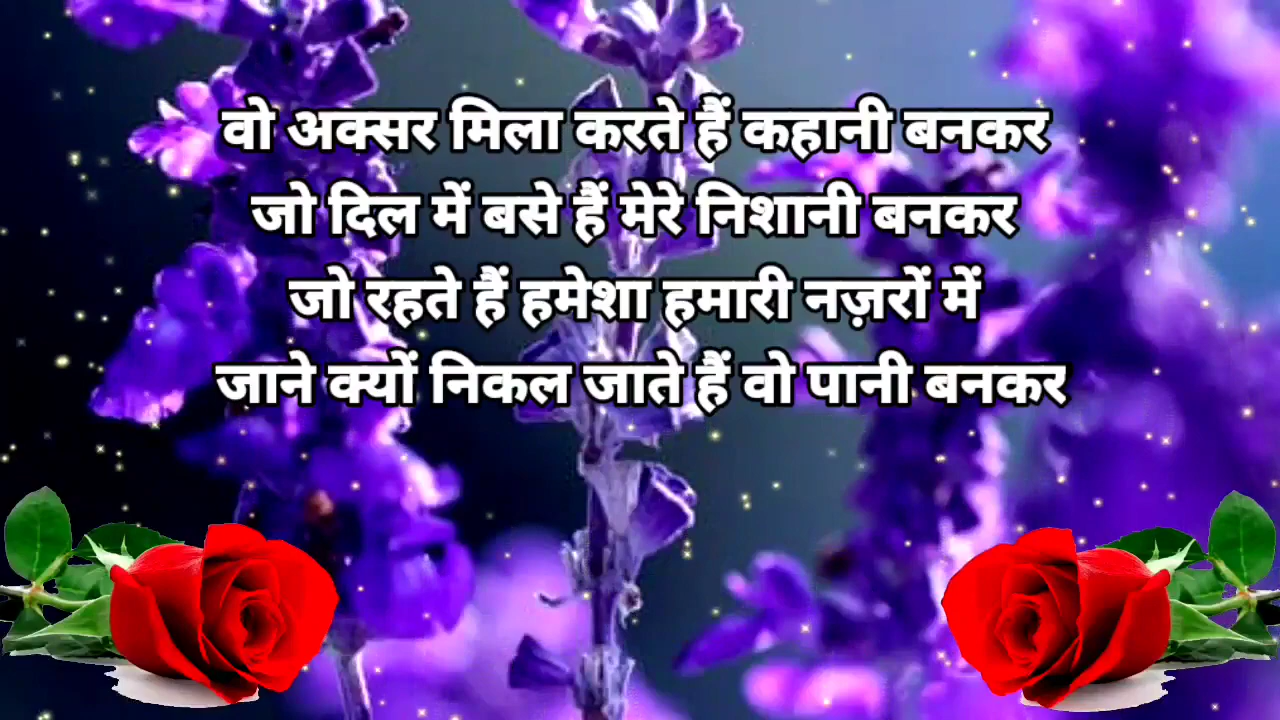 वो अक्सर मिला करते हैं कहानी बनकर
जो दिल में बसे हैं मेरे निशानी बनकर
जो रहते हैं हमेशा हमारी नज़रों में
जाने क्यों निकल जाते हैं वो पानी बनकर